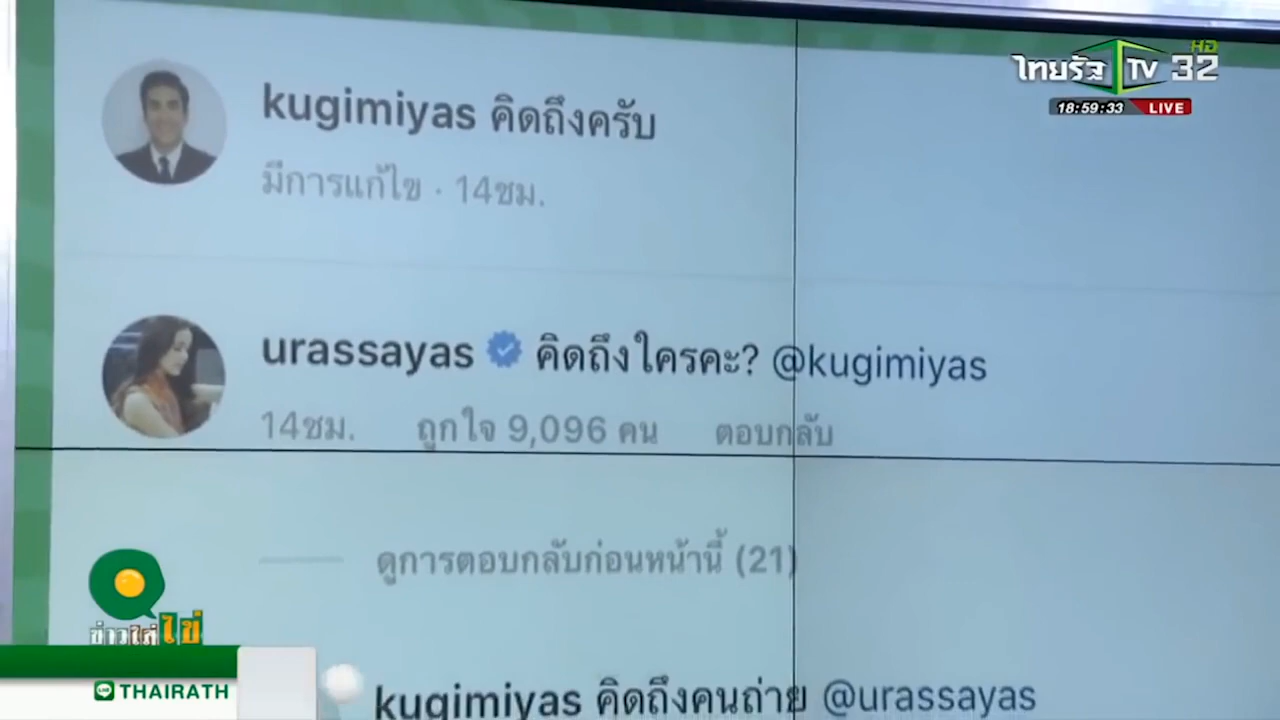 ไทยรัฐ TV 32 HD
18:59:33 LIVE
kugimiyas คิดถึงครับ
มีการแก้ไข · 14ชม.
urassayas คิดถึงใครคะ? @kugimiyas
14ชม. ถูกใจ 9,096 คน ตอบกลับ
ดูการตอบกลับก่อนหน้านี้ (21)
ข่าวใส่ไข่
THAIRATH
kugimiyas คิดถึงคนถ่าย @urassayas